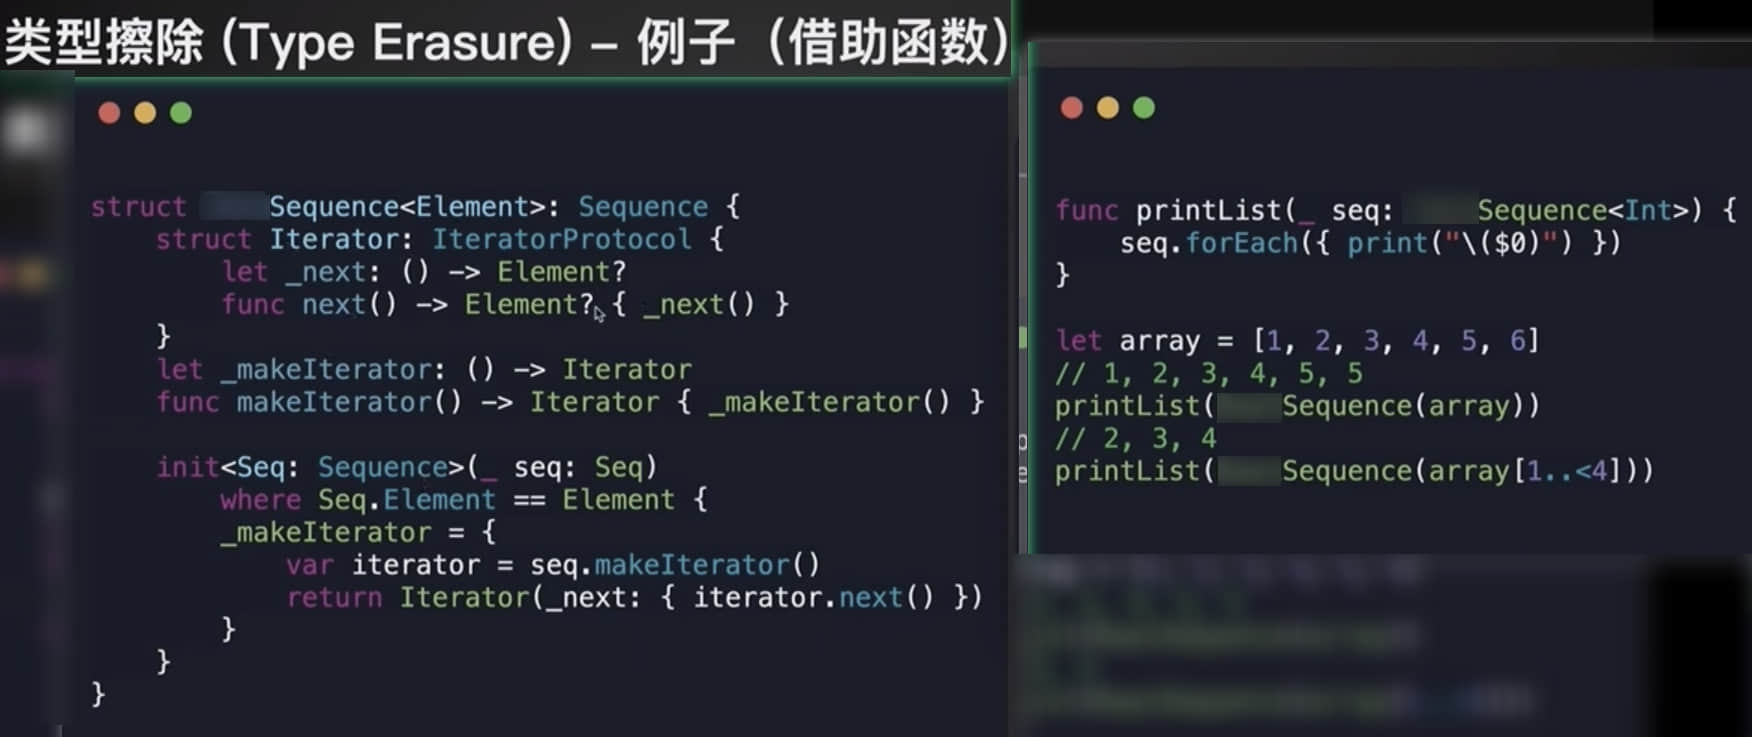 类型擦除 (Type Erasure) – 例子（借助函数）
struct Sequence<Element>: Sequence {
struct Iterator: IteratorProtocol {
let _next: () -> Element?
func next() -> Element? { _next() }
}
let _makeIterator: () -> Iterator
func makeIterator() -> Iterator { _makeIterator() }
init<Seq: Sequence>(_ seq: Seq)
where Seq.Element == Element {
_makeIterator = {
var iterator = seq.makeIterator()
return Iterator(_next: { iterator.next() })
}
}
}
func printList(_ seq: Sequence<Int>) {
seq.forEach({ print("\($0)") })
}
let array = [1, 2, 3, 4, 5, 6]
// 1, 2, 3, 4, 5, 5
printList( Sequence(array))
// 2, 3, 4
printList( Sequence(array[1..<4]))